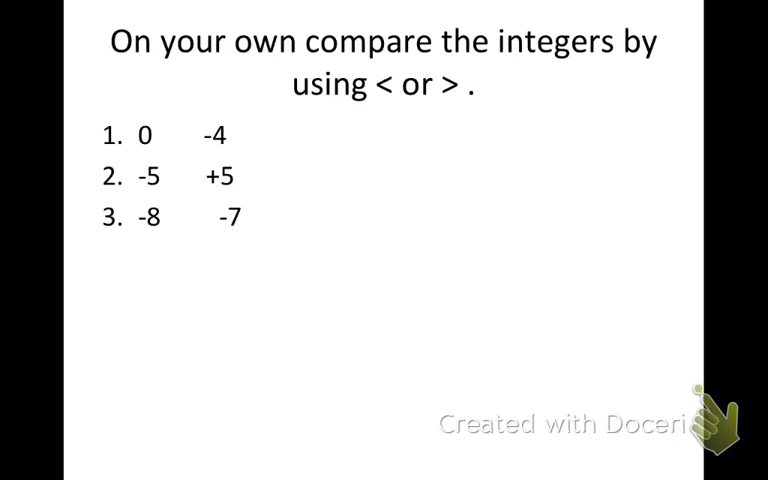 On your own compare the integers by
using < or > .
1. 0 -4
2. -5 +5
3. -8 -7
Created with Doceri